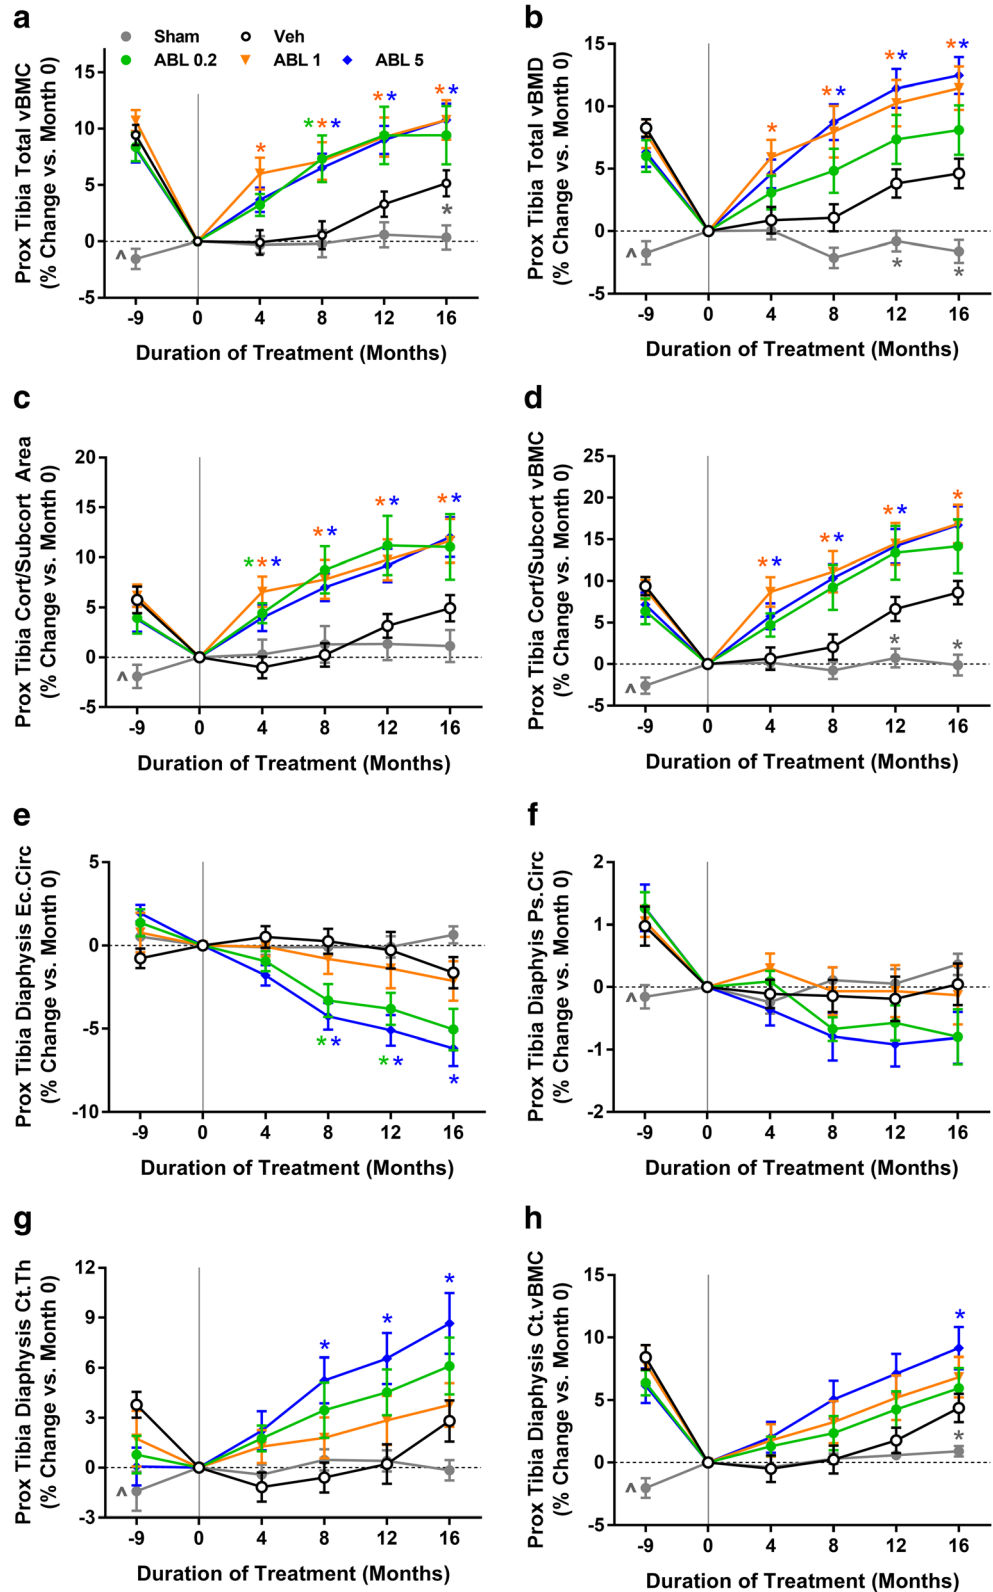 a
Sham
Veh
ABL 0.2
ABL 1
ABL 5
Prox Tibia Total vBMC
(% Change vs. Month 0)
15
10
5
0
-5
^
*
* * *
* *
* *
*
-9 0 4 8 12 16
Duration of Treatment (Months)
b
Prox Tibia Total vBMD
(% Change vs. Month 0)
15
10
5
0
-5
^
*
* *
* *
* *
*
*
-9 0 4 8 12 16
Duration of Treatment (Months)
c
Prox Tibia Cort/Subcort Area
(% Change vs. Month 0)
20
15
10
5
0
-5
^
* * *
* *
* *
* *
-9 0 4 8 12 16
Duration of Treatment (Months)
d
Prox Tibia Cort/Subcort vBMC
(% Change vs. Month 0)
25
20
15
10
5
0
-5
^
* *
* *
* *
*
*
*
-9 0 4 8 12 16
Duration of Treatment (Months)
e
Prox Tibia Diaphysis Ec.Circ
(% Change vs. Month 0)
5
0
-5
-10
* *
* *
*
-9 0 4 8 12 16
Duration of Treatment (Months)
f
Prox Tibia Diaphyis Ps.Circ
(% Change vs. Month 0)
2
1
0
-1
-2
^
-9 0 4 8 12 16
Duration of Treatment (Months)
g
Prox Tibia Diaphysis Ct.Th
(% Change vs. Month 0)
12
9
6
3
0
-3
^
*
*
*
-9 0 4 8 12 16
Duration of Treatment (Months)
h
Prox Tibia Diaphysis Ct.vBMC
(% Change vs. Month 0)
15
10
5
0
-5
^
*
*
-9 0 4 8 12 16
Duration of Treatment (Months)